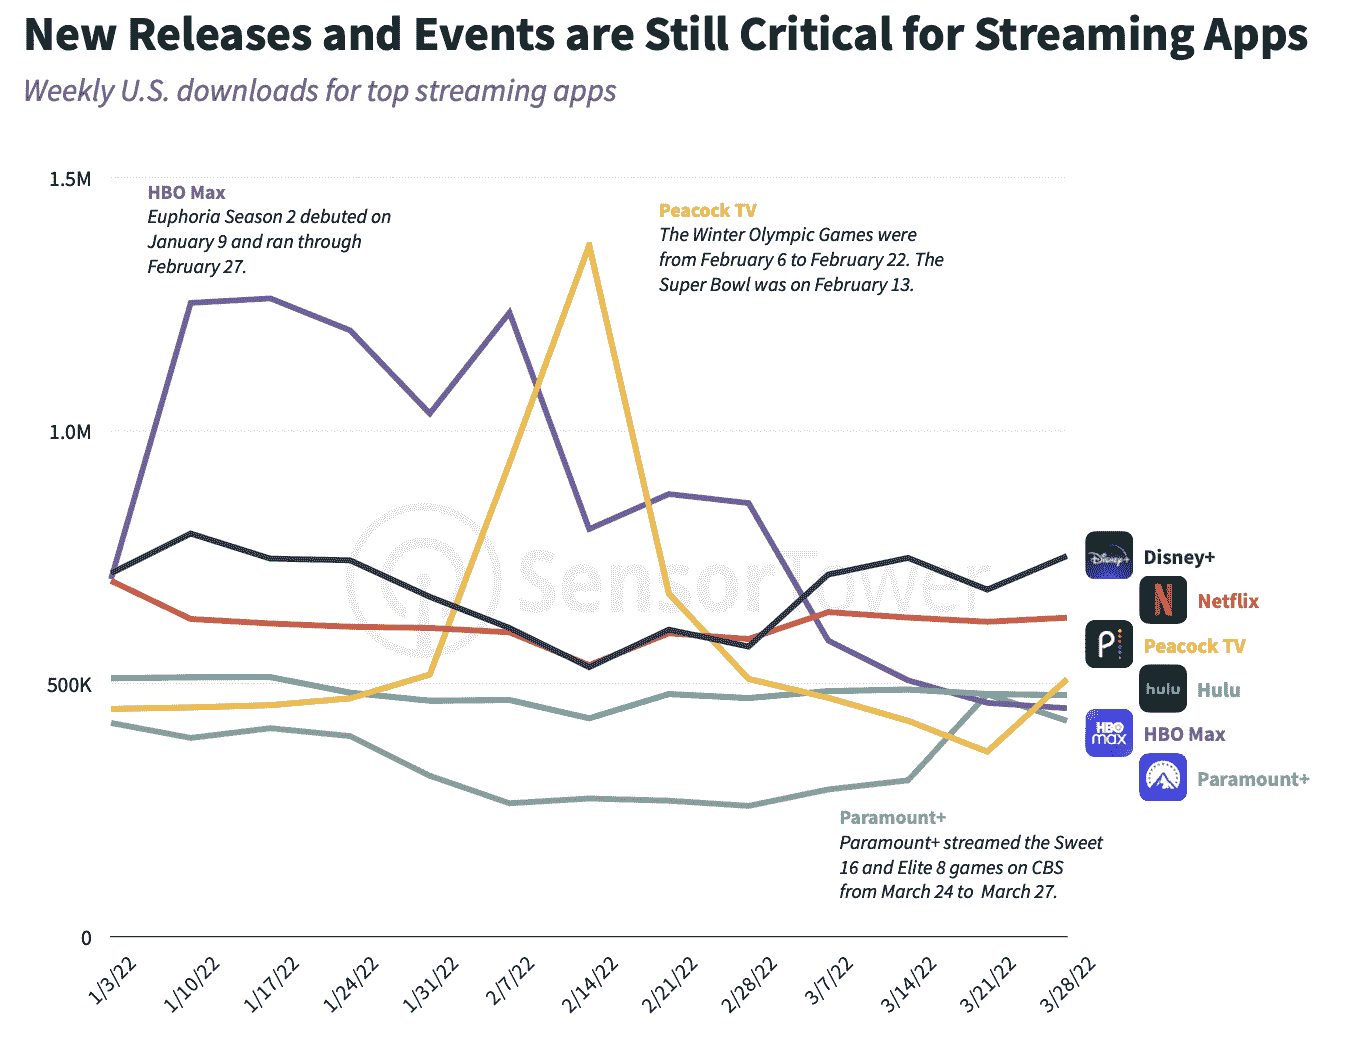 New Releases and Events are Still Critical for Streaming Apps
Weekly U.S. downloads for top streaming apps
1.5M
HBO Max
Euphoria Season 2 debuted on
January 9 and ran through
February 27.
Peacock TV
The Winter Olympic Games were
from February 6 to February 22. The
Super Bowl was on February 13.
1.0M
SensorTower
Disney+
Disney+
Netflix
N
P
Peacock TV
500K
hulu
Hulu
HBO
max
HBO Max
Paramount+
Paramount+
Paramount+ streamed the Sweet
16 and Elite 8 games on CBS
from March 24 to March 27.
0
1/3/22
1/10/22
1/17/22
1/24/22
1/31/22
2/7/22
2/14/22
2/21/22
2/28/22
3/7/22
3/14/22
3/21/22
3/28/22